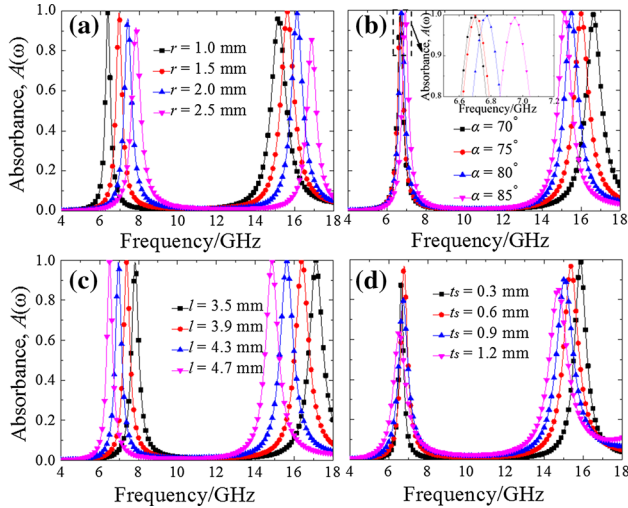 (a)
r = 1.0 mm
r = 1.5 mm
r = 2.0 mm
r = 2.5 mm
Absorbance, A(ω)
1.0
0.8
0.6
0.4
0.2
0.0
4 6 8 10 12 14 16 18
Frequency/GHz
(b)
Absorbance, A(ω)
1.0
0.9
0.8
6.6 6.8 7.0 7.2
Frequency/GHz
α = 70°
α = 75°
α = 80°
α = 85°
4 6 8 10 12 14 16 18
Frequency/GHz
(c)
l = 3.5 mm
l = 3.9 mm
l = 4.3 mm
l = 4.7 mm
Absorbance, A(ω)
1.0
0.8
0.6
0.4
0.2
0.0
4 6 8 10 12 14 16 18
Frequency/GHz
(d)
ts = 0.3 mm
ts = 0.6 mm
ts = 0.9 mm
ts = 1.2 mm
4 6 8 10 12 14 16 18
Frequency/GHz